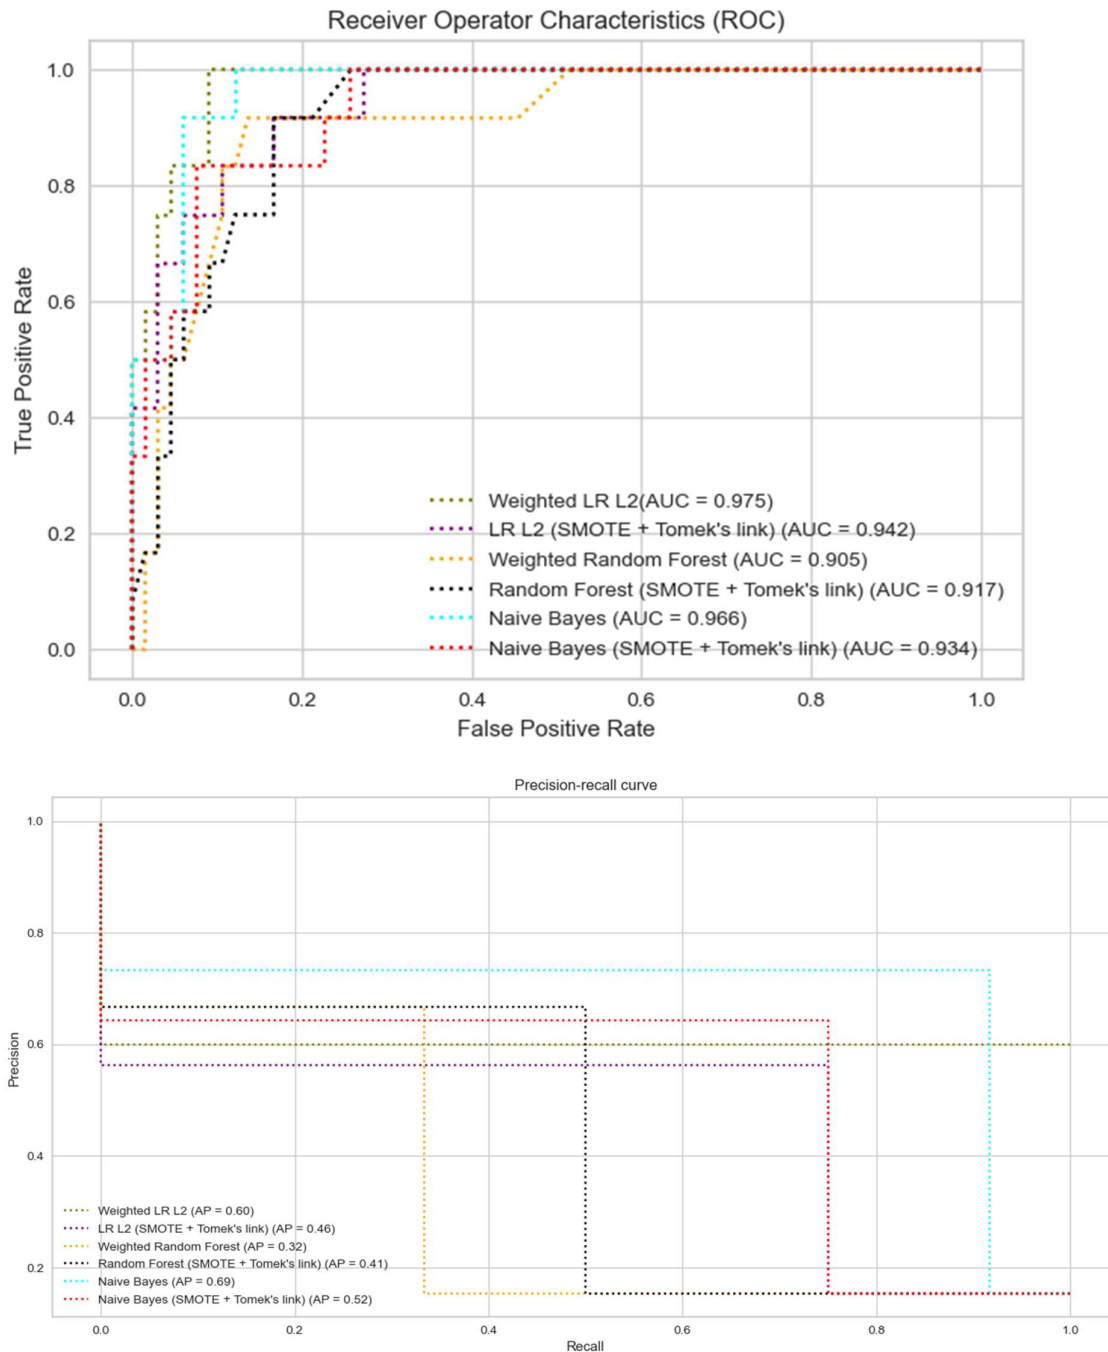 Receiver Operator Characteristics (ROC)
1.0
0.8
0.6
0.4
0.2
0.0
True Positive Rate
Weighted LR L2(AUC = 0.975)
LR L2 (SMOTE + Tomek's link) (AUC = 0.942)
Weighted Random Forest (AUC = 0.905)
Random Forest (SMOTE + Tomek's link) (AUC = 0.917)
Naive Bayes (AUC = 0.966)
Naive Bayes (SMOTE + Tomek's link) (AUC = 0.934)
0.0 0.2 0.4 0.6 0.8 1.0
False Positive Rate
Precision-recall curve
1.0
0.8
0.6
0.4
0.2
Precision
Weighted LR L2 (AP = 0.60)
LR L2 (SMOTE + Tomek's link) (AP = 0.46)
Weighted Random Forest (AP = 0.32)
Random Forest (SMOTE + Tomek's link) (AP = 0.41)
Naive Bayes (AP = 0.69)
Naive Bayes (SMOTE + Tomek's link) (AP = 0.52)
0.0 0.2 0.4 0.6 0.8 1.0
Recall